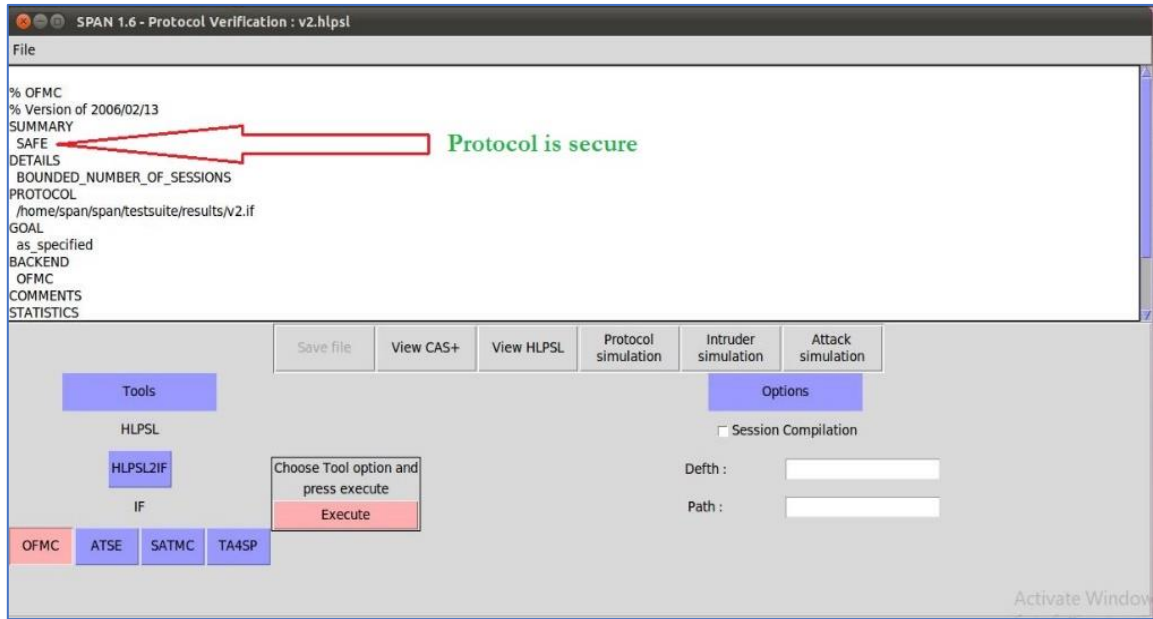 SPAN 1.6 - Protocol Verification : v2.hlpsl
File
% OFMC
% Version of 2006/02/13
SUMMARY
SAFE
Protocol is secure
DETAILS
BOUNDED_NUMBER_OF_SESSIONS
PROTOCOL
/home/span/span/testsuite/results/v2.if
GOAL
as_specified
BACKEND
OFMC
COMMENTS
STATISTICS
Save file
View CAS+
View HLPSL
Protocol
simulation
Intruder
simulation
Attack
simulation
Tools
Options
HLPSL
Session Compilation
HLPSL2IF
Choose Tool option and
press execute
Execute
Defth :
IF
Path :
OFMC
ATSE
SATMC
TA4SP
Activate Window